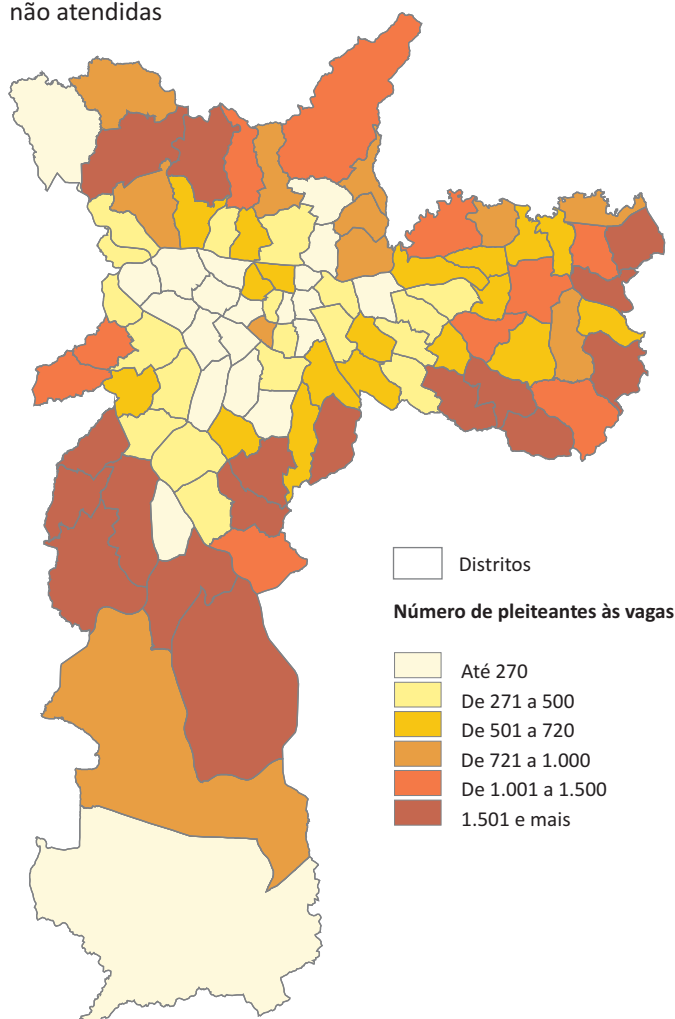 não atendidas
Distritos
Número de pleiteantes às vagas
Até 270
De 271 a 500
De 501 a 720
De 721 a 1.000
De 1.001 a 1.500
1.501 e mais